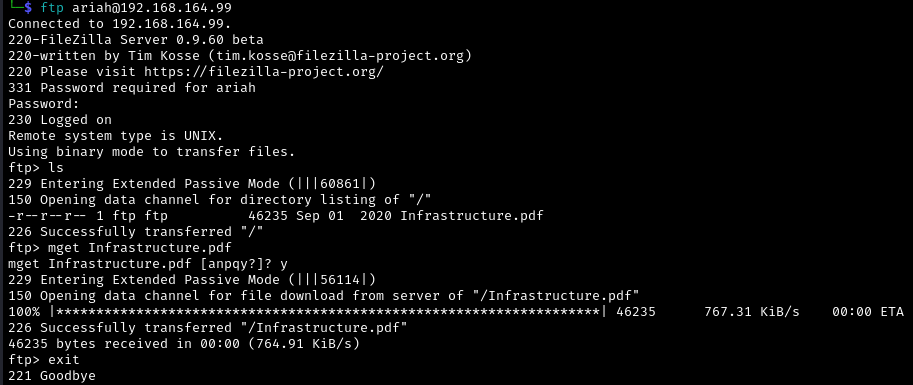 └─$ ftp ariah@192.168.164.99
Connected to 192.168.164.99.
220-FileZilla Server 0.9.60 beta
220-written by Tim Kosse (tim.kosse@filezilla-project.org)
220 Please visit https://filezilla-project.org/
331 Password required for ariah
Password:
230 Logged on
Remote system type is UNIX.
Using binary mode to transfer files.
ftp> ls
229 Entering Extended Passive Mode (|||60861|)
150 Opening data channel for directory listing of "/"
-r--r--r-- 1 ftp ftp          46235 Sep 01  2020 Infrastructure.pdf
226 Successfully transferred "/"
ftp> mget Infrastructure.pdf
mget Infrastructure.pdf [anpqy?]? y
229 Entering Extended Passive Mode (|||56114|)
150 Opening data channel for file download from server of "/Infrastructure.pdf"
100% |*******************************************************************| 46235      767.31 KiB/s    00:00 ETA
226 Successfully transferred "/Infrastructure.pdf"
46235 bytes received in 00:00 (764.91 KiB/s)
ftp> exit
221 Goodbye